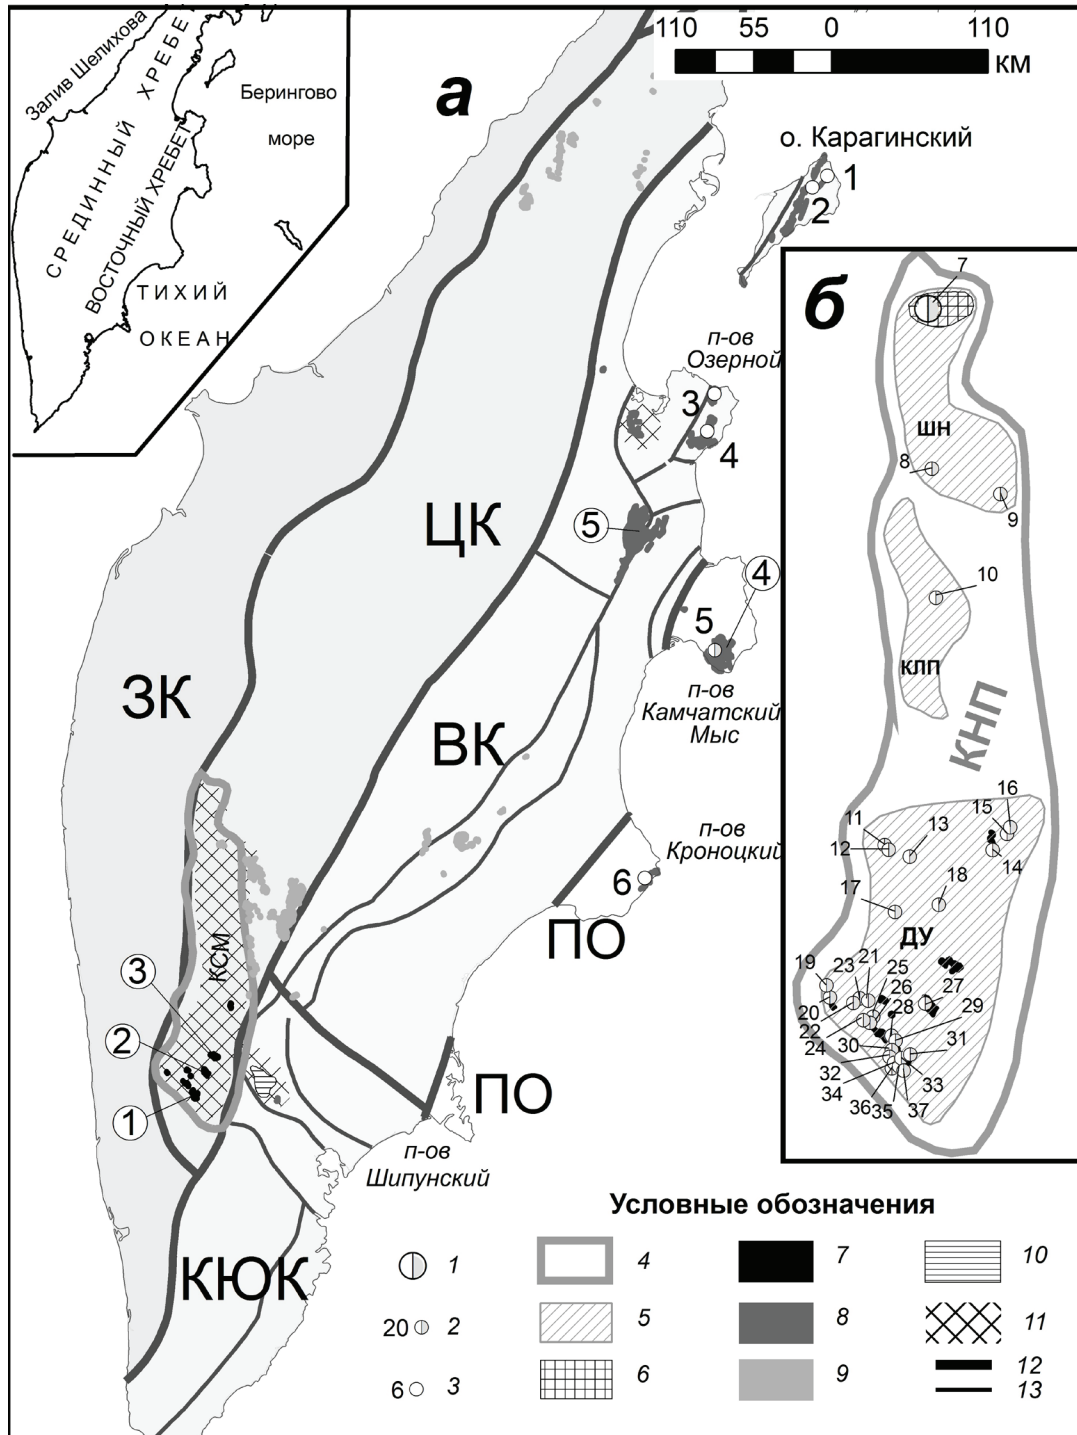 110 55 0 110
км
Залив Шелихова
СРЕДИННЫЙ ХРЕБЕТ
ВОСТОЧНЫЙ ХРЕБЕТ
Берингово
море
ТИХИЙ
ОКЕАН
а
о. Карагинский
1
2
б
7
п-ов
Озерной
3
4
ШН
8
9
ЦК
5
4
10
5
КЛП
ЗК
п-ов
Камчатский
Мыс
КНП
ВК
16
15
11
13
12
14
п-ов
Кроноцкий
6
18
17
ПО
ДУ
КСМ
3
19
23
21
25
26
27
20
28
29
22
24
30
31
32
33
34
36
35
37
2
1
ПО
п-ов
Шипунский
КЮК
Условные обозначения
1
4
7
10
20
2
5
8
11
6
3
6
9
12
13